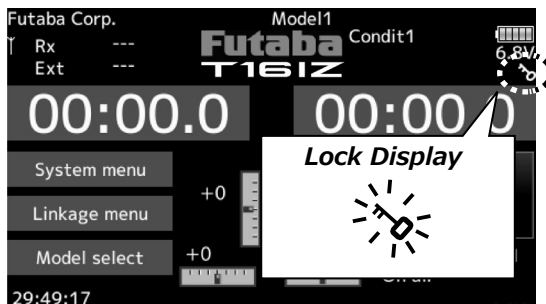 Futaba Corp.
Model1
Rx ---
Ext ---
Futaba
T16IZ
Condit1
6.8V
00:00.0
00:00.0
Lock Display
System menu
Linkage menu
Model select
+0
+0
29:49:17